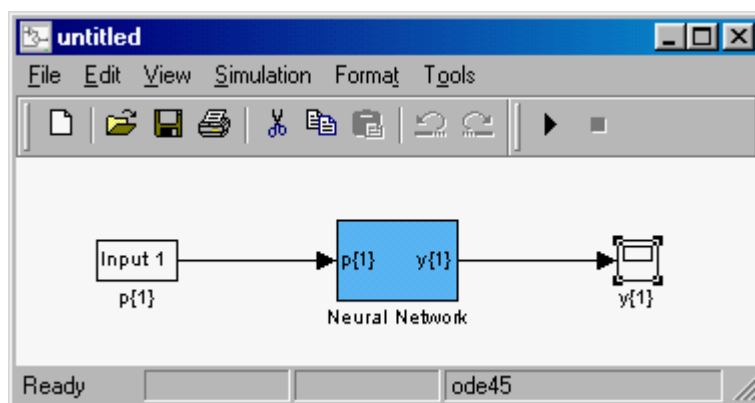 untitled
File Edit View Simulation Format Tools
Input 1 p{1} y{1}
p{1} Neural Network y{1}
Ready ode45